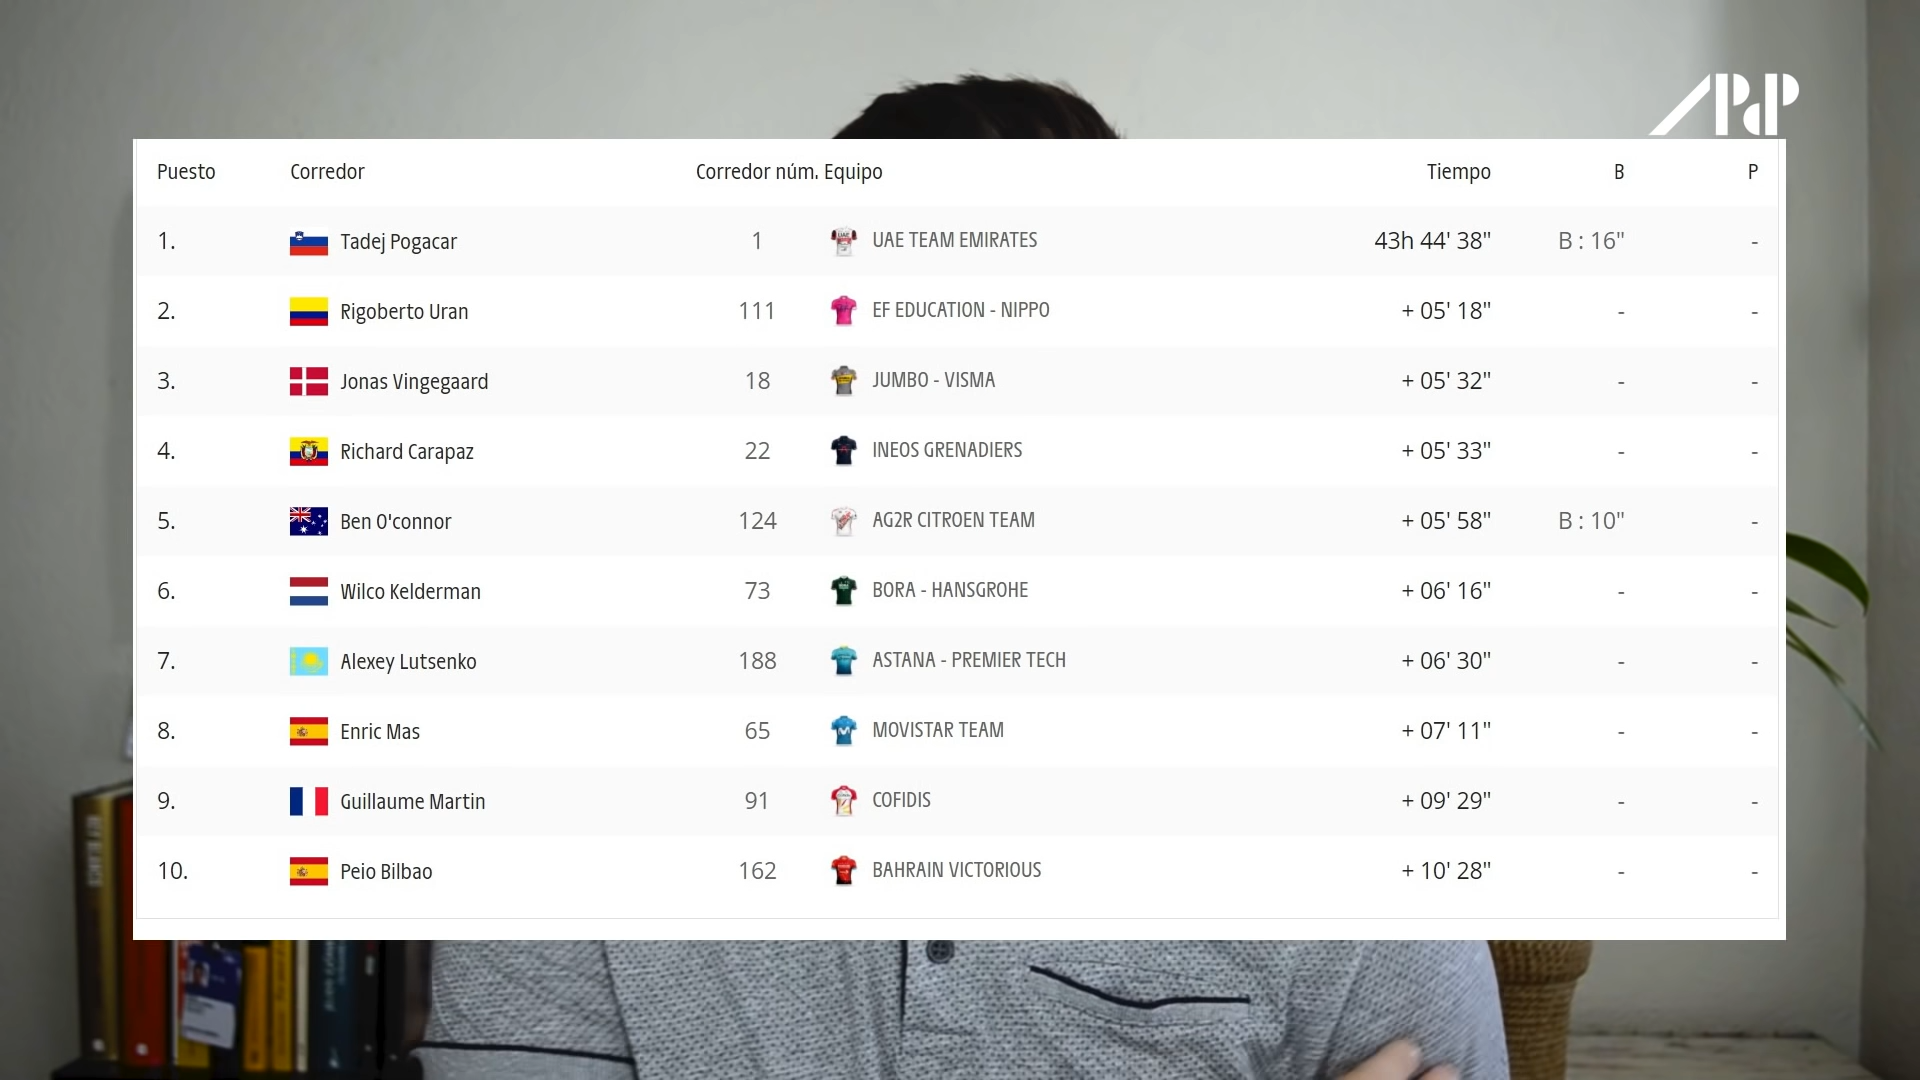 APdP
Puesto Corredor Corredor núm. Equipo Tiempo B P
1. Tadej Pogacar 1 UAE TEAM EMIRATES 43h 44' 38" B : 16" -
2. Rigoberto Uran 111 EF EDUCATION - NIPPO + 05' 18" - -
3. Jonas Vingegaard 18 JUMBO - VISMA + 05' 32" - -
4. Richard Carapaz 22 INEOS GRENADIERS + 05' 33" - -
5. Ben O'connor 124 AG2R CITROEN TEAM + 05' 58" B : 10" -
6. Wilco Kelderman 73 BORA - HANSGROHE + 06' 16" - -
7. Alexey Lutsenko 188 ASTANA - PREMIER TECH + 06' 30" - -
8. Enric Mas 65 MOVISTAR TEAM + 07' 11" - -
9. Guillaume Martin 91 COFIDIS + 09' 29" - -
10. Peio Bilbao 162 BAHRAIN VICTORIOUS + 10' 28" - -